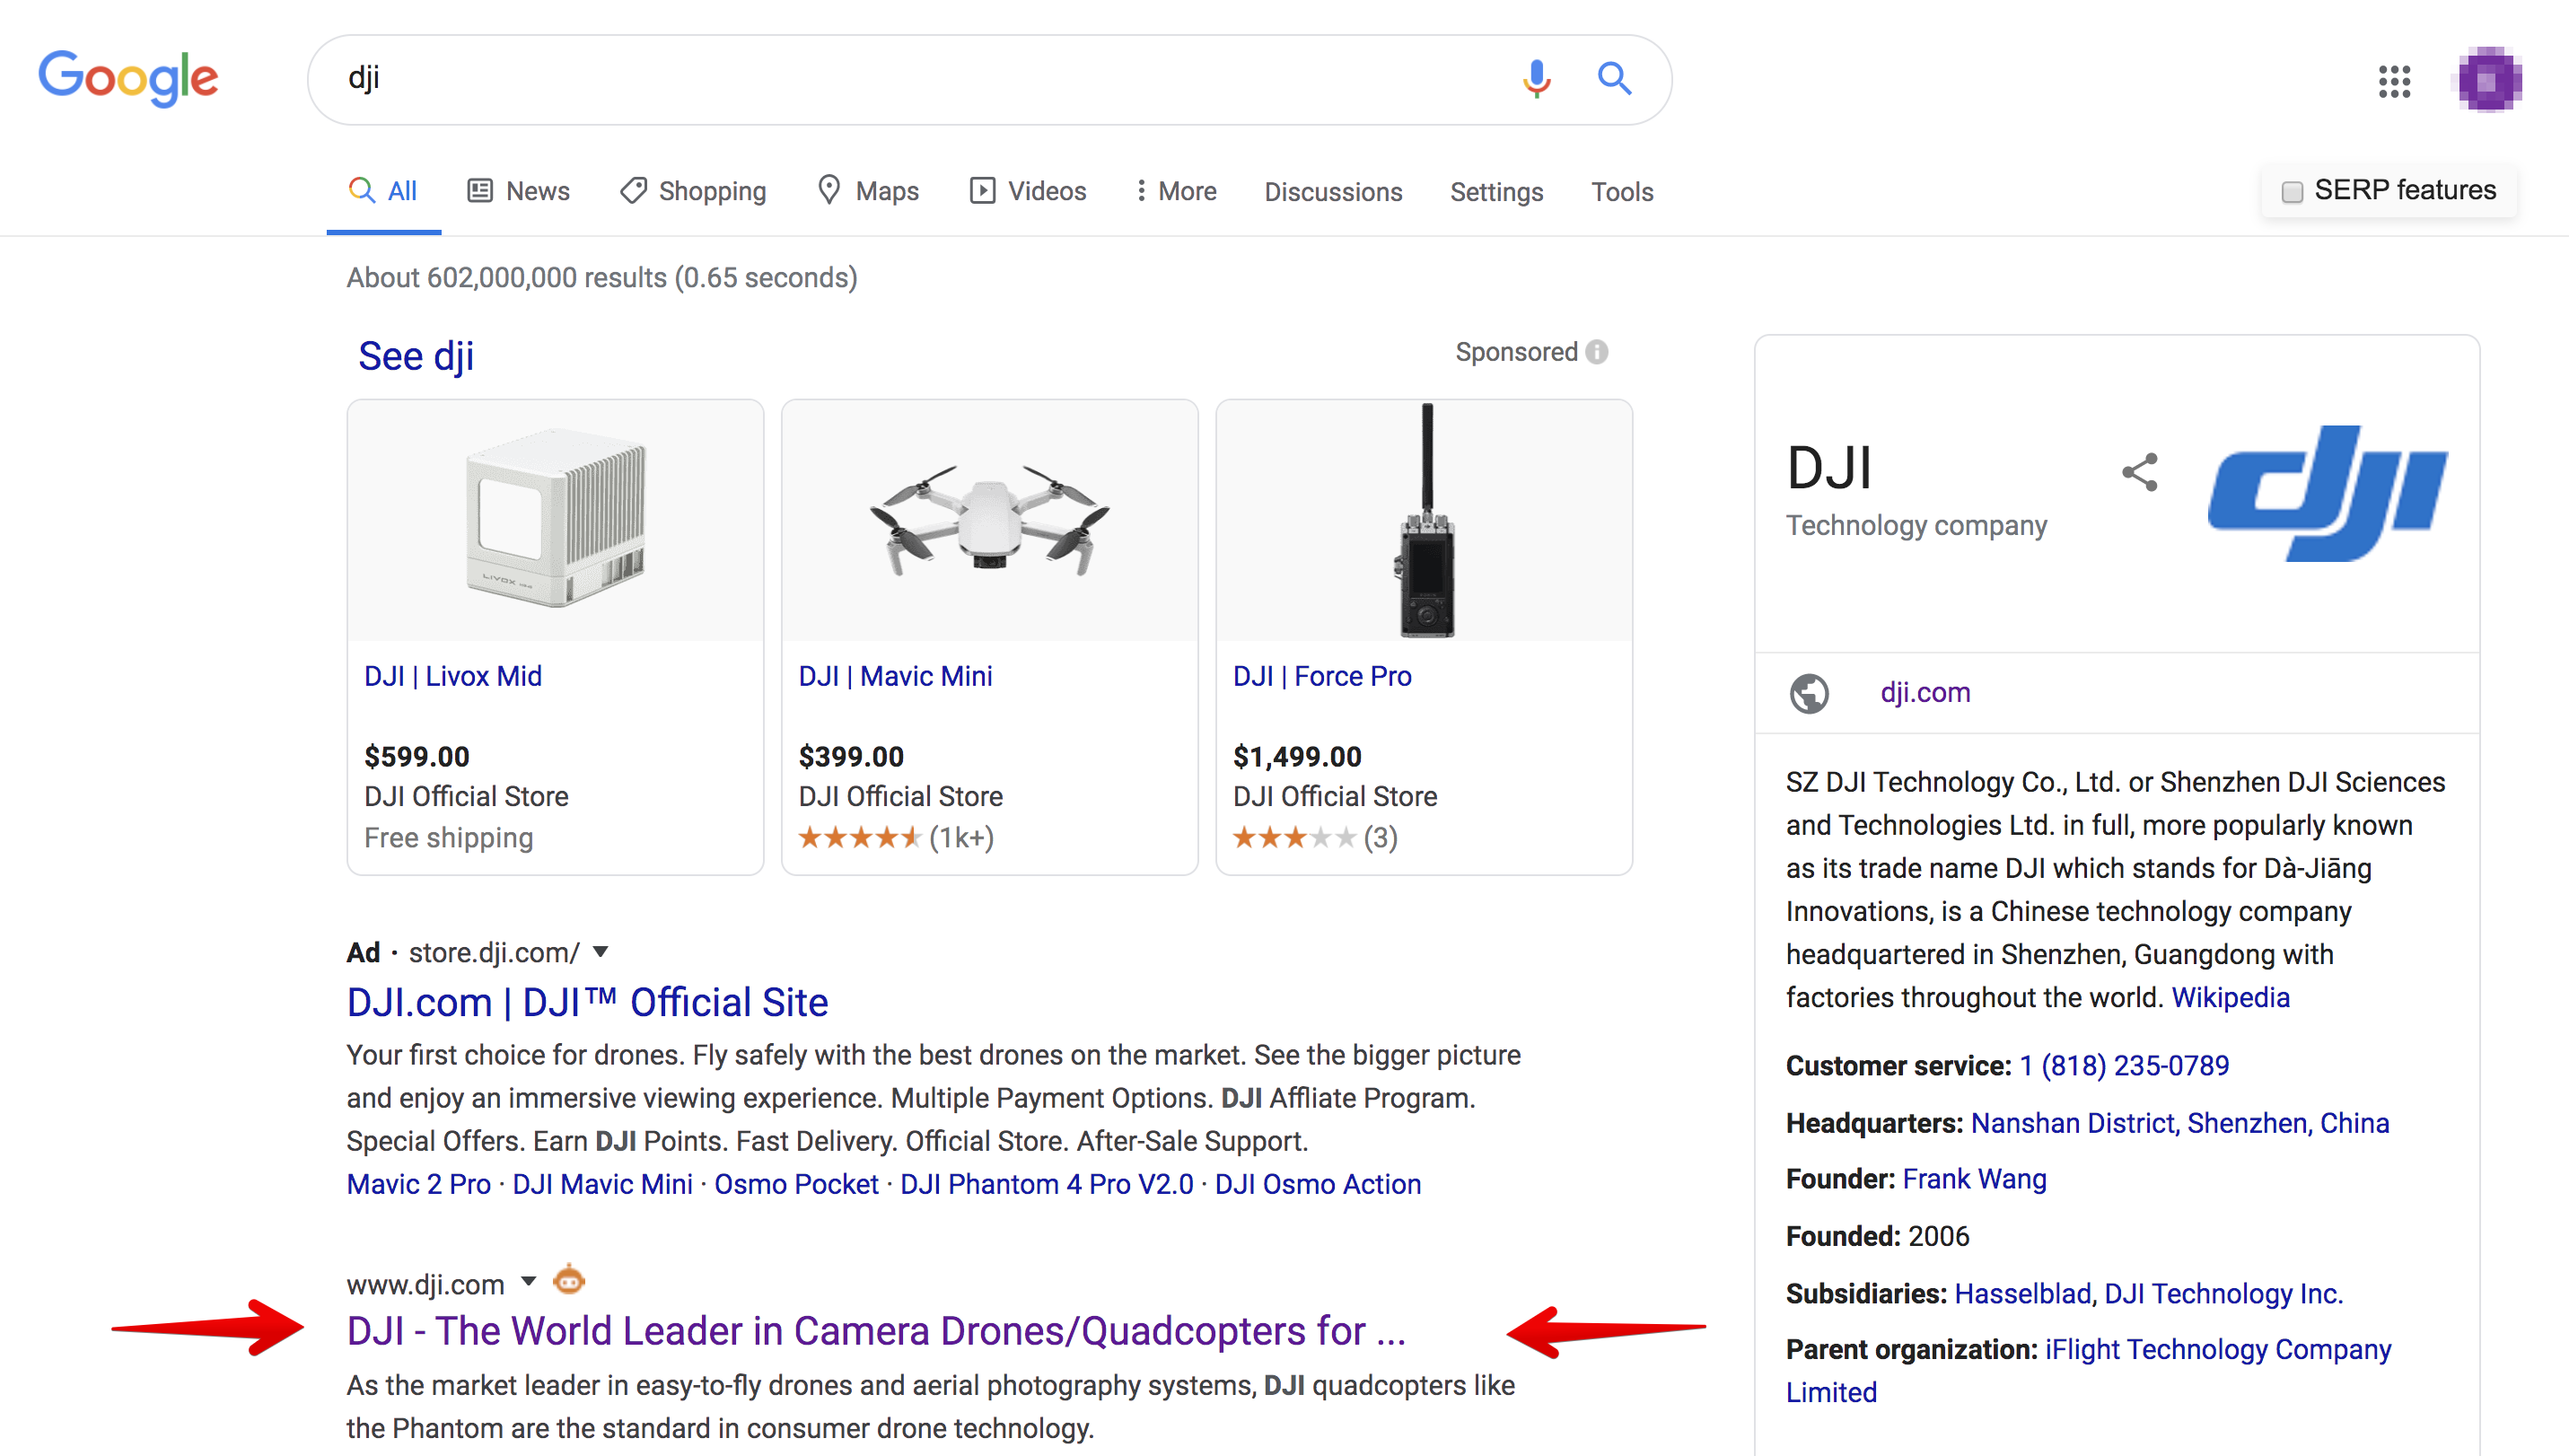 Google
dji
All
News
Shopping
Maps
Videos
More
Discussions
Settings
Tools
SERP features
About 602,000,000 results (0.65 seconds)
See dji
Sponsored
LIVOX
DJI | Livox Mid
$599.00
DJI Official Store
Free shipping
DJI | Mavic Mini
$399.00
DJI Official Store
(1k+)
DJI | Force Pro
$1,499.00
DJI Official Store
(3)
Ad · store.dji.com/
DJI.com | DJI™ Official Site
Your first choice for drones. Fly safely with the best drones on the market. See the bigger picture
and enjoy an immersive viewing experience. Multiple Payment Options. DJI Affliate Program.
Special Offers. Earn DJI Points. Fast Delivery. Official Store. After-Sale Support.
Mavic 2 Pro · DJI Mavic Mini · Osmo Pocket · DJI Phantom 4 Pro V2.0 · DJI Osmo Action
www.dji.com
DJI - The World Leader in Camera Drones/Quadcopters for ...
As the market leader in easy-to-fly drones and aerial photography systems, DJI quadcopters like
the Phantom are the standard in consumer drone technology.
DJI
Technology company
dji
dji.com
SZ DJI Technology Co., Ltd. or Shenzhen DJI Sciences
and Technologies Ltd. in full, more popularly known
as its trade name DJI which stands for Dà-Jiāng
Innovations, is a Chinese technology company
headquartered in Shenzhen, Guangdong with
factories throughout the world. Wikipedia
Customer service: 1 (818) 235-0789
Headquarters: Nanshan District, Shenzhen, China
Founder: Frank Wang
Founded: 2006
Subsidiaries: Hasselblad, DJI Technology Inc.
Parent organization: iFlight Technology Company
Limited